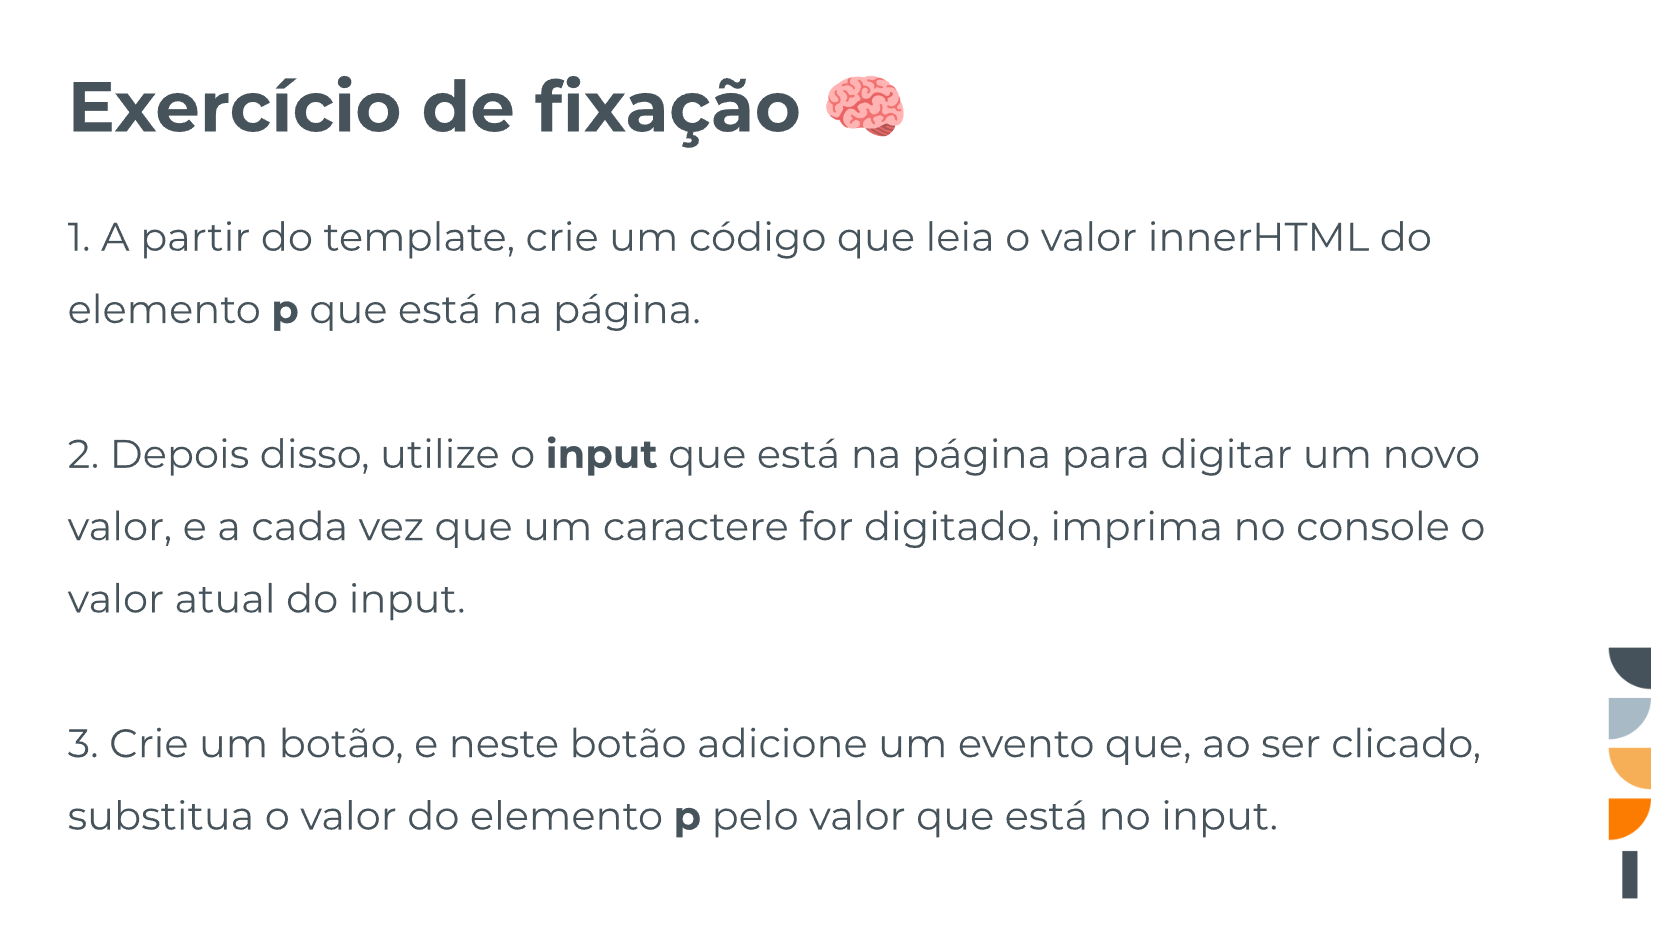 Exercício de fixação 🧠
1. A partir do template, crie um código que leia o valor innerHTML do
elemento p que está na página.
2. Depois disso, utilize o input que está na página para digitar um novo
valor, e a cada vez que um caractere for digitado, imprima no console o
valor atual do input.
3. Crie um botão, e neste botão adicione um evento que, ao ser clicado,
substitua o valor do elemento p pelo valor que está no input.